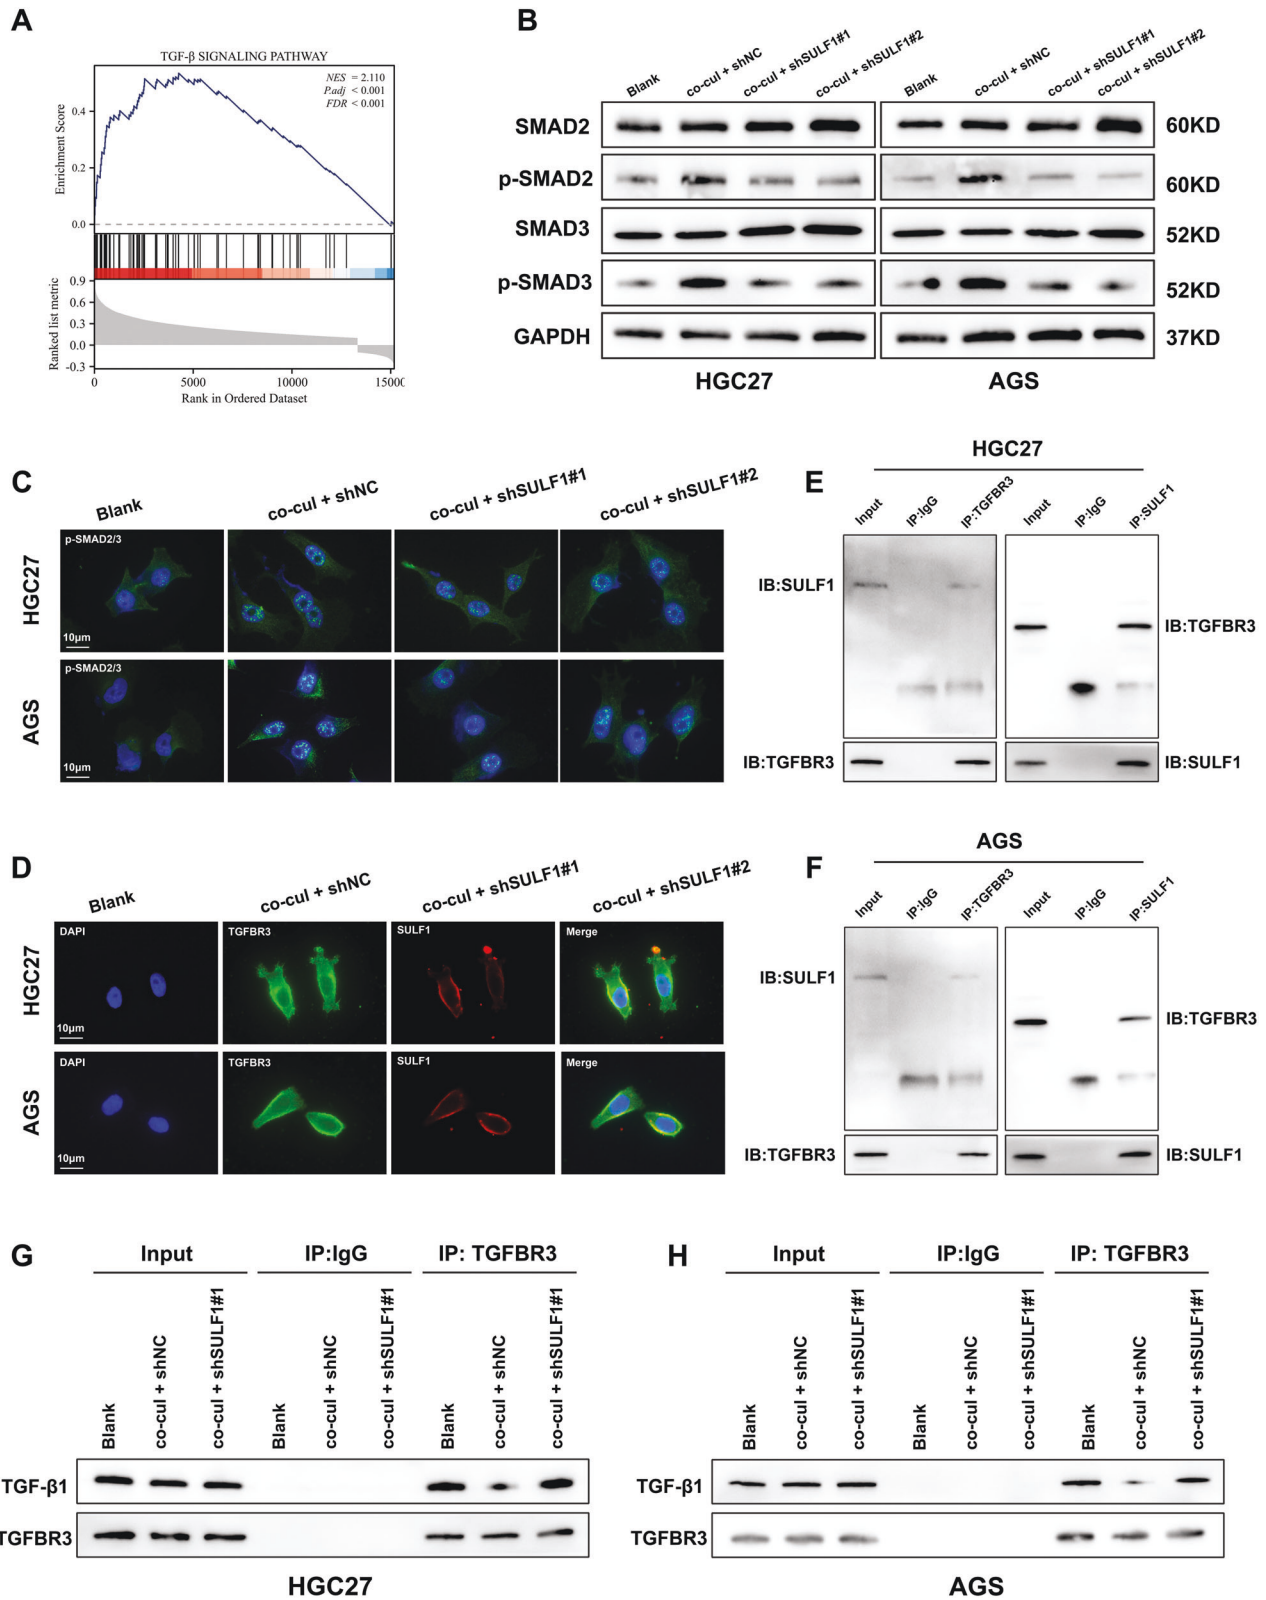 A
TGF-β SIGNALING PATHWAY
NES = 2.110
P.adj < 0.001
FDR < 0.001
Enrichment Score
0.4
0.2
0.0
Ranked list metric
0.9
0.6
0.3
0.0
-0.3
0 5000 10000 1500
Rank in Ordered Dataset
B
Blank co-cul + shNC co-cul + shSULF1#1 co-cul + shSULF1#2 Blank co-cul + shNC co-cul + shSULF1#1 co-cul + shSULF1#2
SMAD2 60KD
p-SMAD2 60KD
SMAD3 52KD
p-SMAD3 52KD
GAPDH 37KD
HGC27 AGS
C
Blank co-cul + shNC co-cul + shSULF1#1 co-cul + shSULF1#2
HGC27
p-SMAD2/3
10μm
AGS
p-SMAD2/3
10μm
D
Blank co-cul + shNC co-cul + shSULF1#1 co-cul + shSULF1#2
HGC27
DAPI TGFBR3 SULF1 Merge
10μm
AGS
DAPI TGFBR3 SULF1 Merge
10μm
E
HGC27
Input IP:IgG IP:TGFBR3 Input IP:IgG IP:SULF1
IB:SULF1
IB:TGFBR3
IB:TGFBR3 IB:SULF1
F
AGS
Input IP:IgG IP:TGFBR3 Input IP:IgG IP:SULF1
IB:SULF1
IB:TGFBR3
IB:TGFBR3 IB:SULF1
G
Input IP:IgG IP: TGFBR3
Blank co-cul + shNC co-cul + shSULF1#1 Blank co-cul + shNC co-cul + shSULF1#1 Blank co-cul + shNC co-cul + shSULF1#1
TGF-β1
TGFBR3
HGC27
H
Input IP:IgG IP: TGFBR3
Blank co-cul + shNC co-cul + shSULF1#1 Blank co-cul + shNC co-cul + shSULF1#1 Blank co-cul + shNC co-cul + shSULF1#1
TGF-β1
TGFBR3
AGS